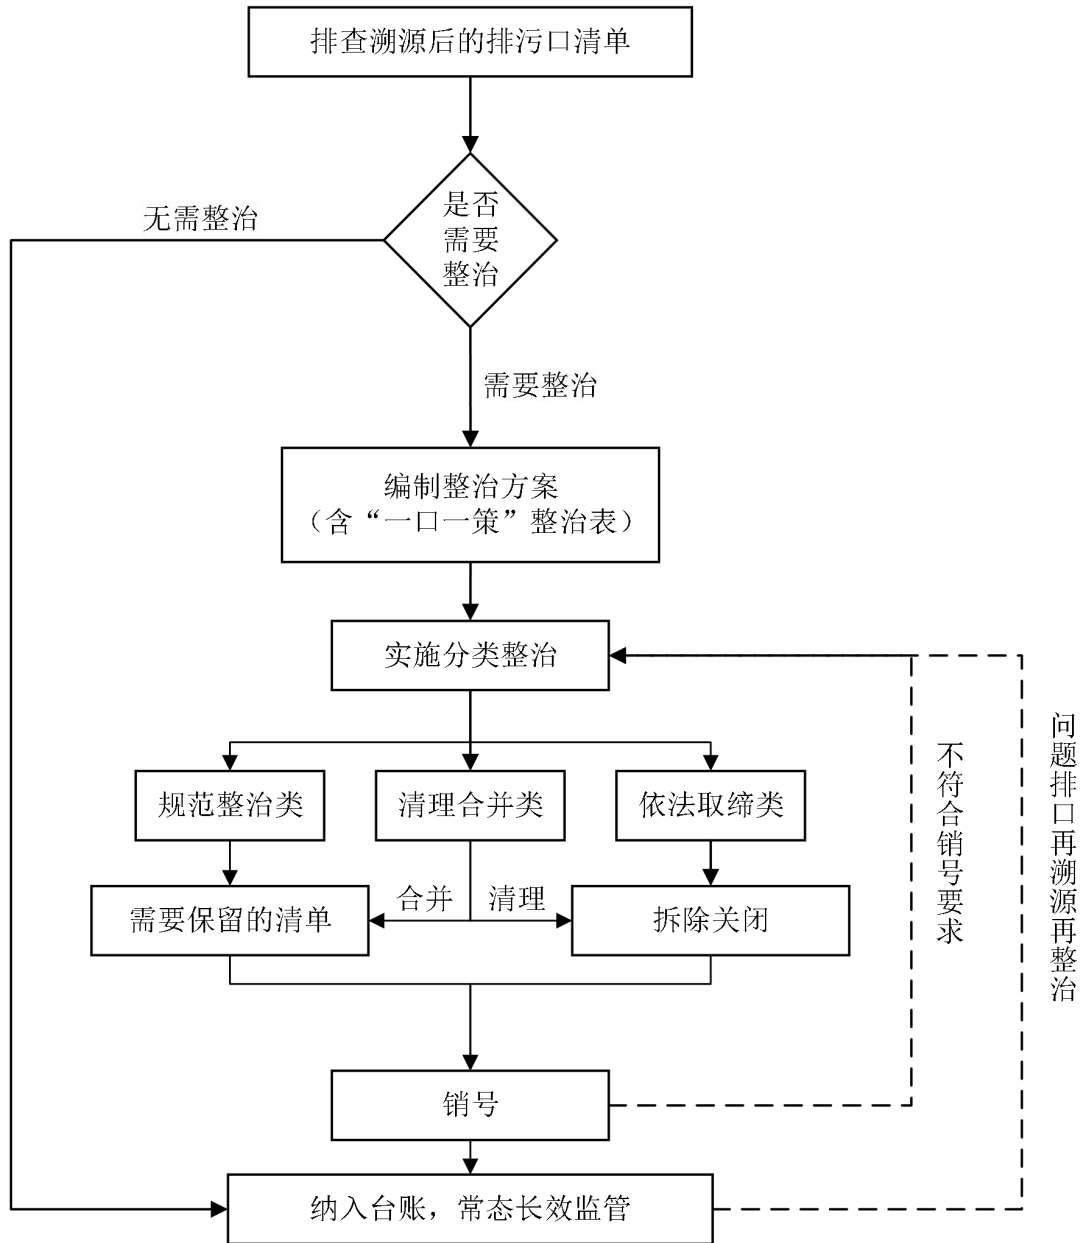 排查溯源后的排污口清单
是否
需要
整治
无需整治
需要整治
编制整治方案
（含“一口一策”整治表）
实施分类整治
规范整治类
清理合并类
依法取缔类
合并
清理
需要保留的清单
拆除关闭
不符合销号要求
问题排口再溯源再整治
销号
纳入台账，常态长效监管